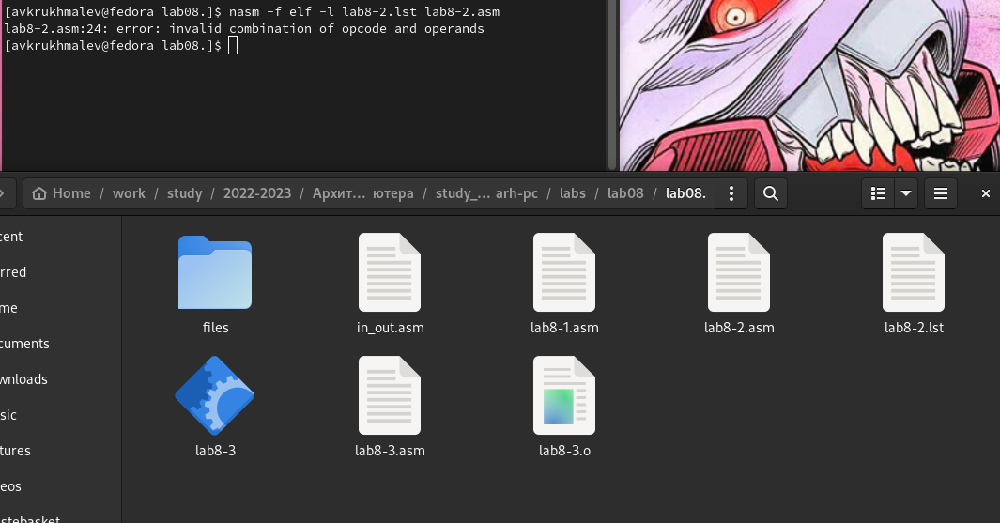 [avkrukhmalev@fedora lab08.]$ nasm -f elf -l lab8-2.lst lab8-2.asm
lab8-2.asm:24: error: invalid combination of opcode and operands
[avkrukhmalev@fedora lab08.]$
Home / work / study / 2022-2023 / Архит... ютера / study_... arh-pc / labs / lab08 / lab08.
cent
rred
me
cuments
wnloads
sic
tures
eos
stebasket
files in_out.asm lab8-1.asm lab8-2.asm lab8-2.lst
lab8-3 lab8-3.asm lab8-3.o